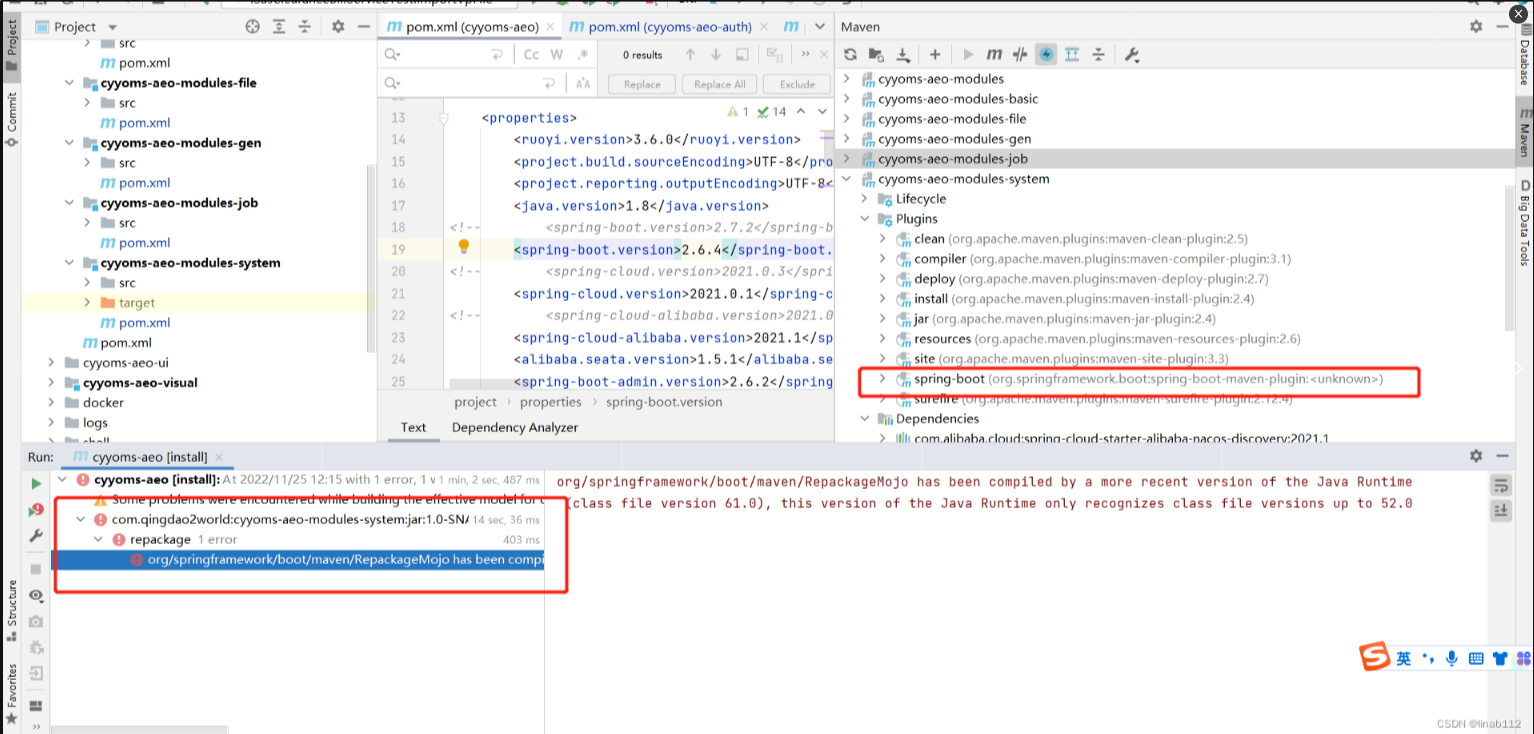 Project
Commit
Structure
Favorites
Project
src
pom.xml
cyyoms-aeo-modules-file
src
pom.xml
cyyoms-aeo-modules-gen
src
pom.xml
cyyoms-aeo-modules-job
src
pom.xml
cyyoms-aeo-modules-system
src
target
pom.xml
pom.xml
cyyoms-aeo-ui
cyyoms-aeo-visual
docker
logs
shell
pom.xml (cyyoms-aeo)
pom.xml (cyyoms-aeo-auth)
Cc W .*
0 results
Replace
Replace All
Exclude
1 14
13 <properties>
14 <ruoyi.version>3.6.0</ruoyi.version>
15 <project.build.sourceEncoding>UTF-8</pro
16 <project.reporting.outputEncoding>UTF-8<
17 <java.version>1.8</java.version>
18 <!-- <spring-boot.version>2.7.2</spring-b
19 <spring-boot.version>2.6.4</spring-boot.
20 <!-- <spring-cloud.version>2021.0.3</spri
21 <spring-cloud.version>2021.0.1</spring-c
22 <!-- <spring-cloud-alibaba.version>2021.0
23 <spring-cloud-alibaba.version>2021.1</sp
24 <alibaba.seata.version>1.5.1</alibaba.se
25 <spring-boot-admin.version>2.6.2</spring
project > properties > spring-boot.version
Text
Dependency Analyzer
Maven
cyyoms-aeo-modules
cyyoms-aeo-modules-basic
cyyoms-aeo-modules-file
cyyoms-aeo-modules-gen
cyyoms-aeo-modules-job
cyyoms-aeo-modules-system
Lifecycle
Plugins
clean (org.apache.maven.plugins:maven-clean-plugin:2.5)
compiler (org.apache.maven.plugins:maven-compiler-plugin:3.1)
deploy (org.apache.maven.plugins:maven-deploy-plugin:2.7)
install (org.apache.maven.plugins:maven-install-plugin:2.4)
jar (org.apache.maven.plugins:maven-jar-plugin:2.4)
resources (org.apache.maven.plugins:maven-resources-plugin:2.6)
site (org.apache.maven.plugins:maven-site-plugin:3.3)
spring-boot (org.springframework.boot:spring-boot-maven-plugin:<unknown>)
surefire (org.apache.maven.plugins:maven-surefire-plugin:2.12.4)
Dependencies
com.alibaba.cloud:spring-cloud-starter-alibaba-nacos-discovery:2021.1
Database
Maven
Big Data Tools
Run: cyyoms-aeo [install]
cyyoms-aeo [install]: At 2022/11/25 12:15 with 1 error, 1 v 1 min, 2 sec, 487 ms
Some problems were encountered while building the effective model for
com.qingdao2world:cyyoms-aeo-modules-system:jar:1.0-SNA 14 sec, 36 ms
repackage 1 error 403 ms
org/springframework/boot/maven/RepackageMojo has been compi
org/springframework/boot/maven/RepackageMojo has been compiled by a more recent version of the Java Runtime
(class file version 61.0), this version of the Java Runtime only recognizes class file versions up to 52.0
英
CSDN @linab112